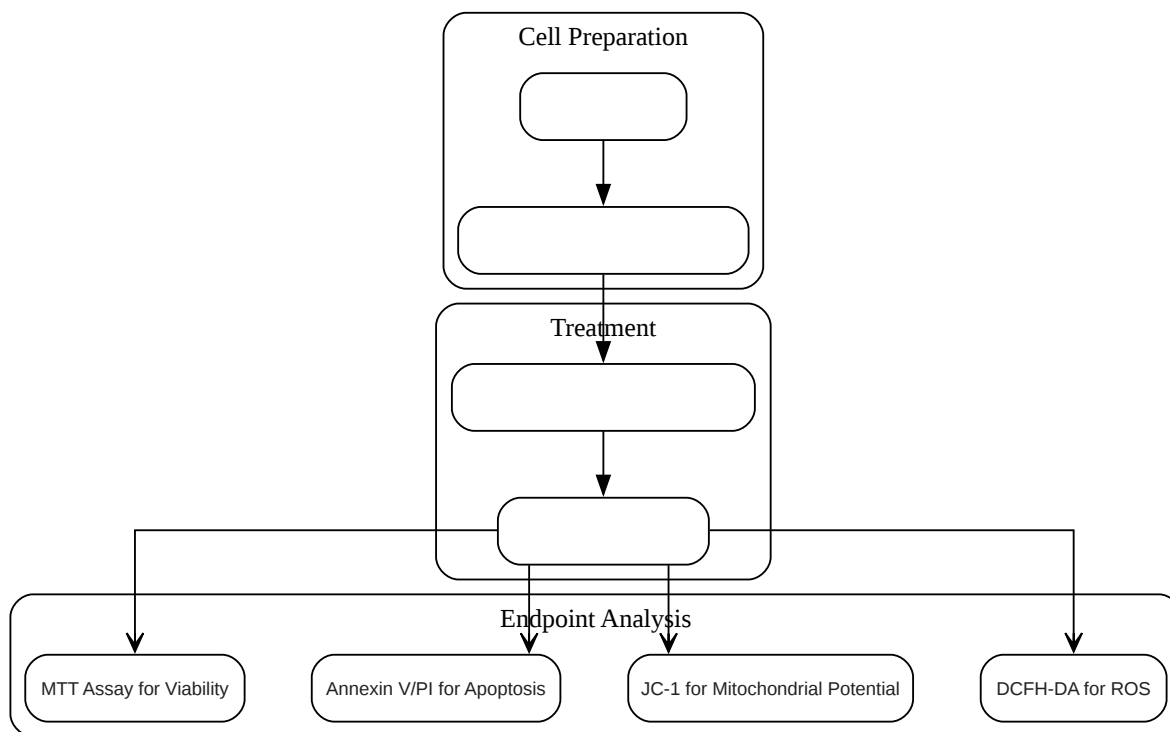 Cell Preparation
Treatment
Endpoint Analysis
MTT Assay for Viability
Annexin V/PI for Apoptosis
JC-1 for Mitochondrial Potential
DCFH-DA for ROS